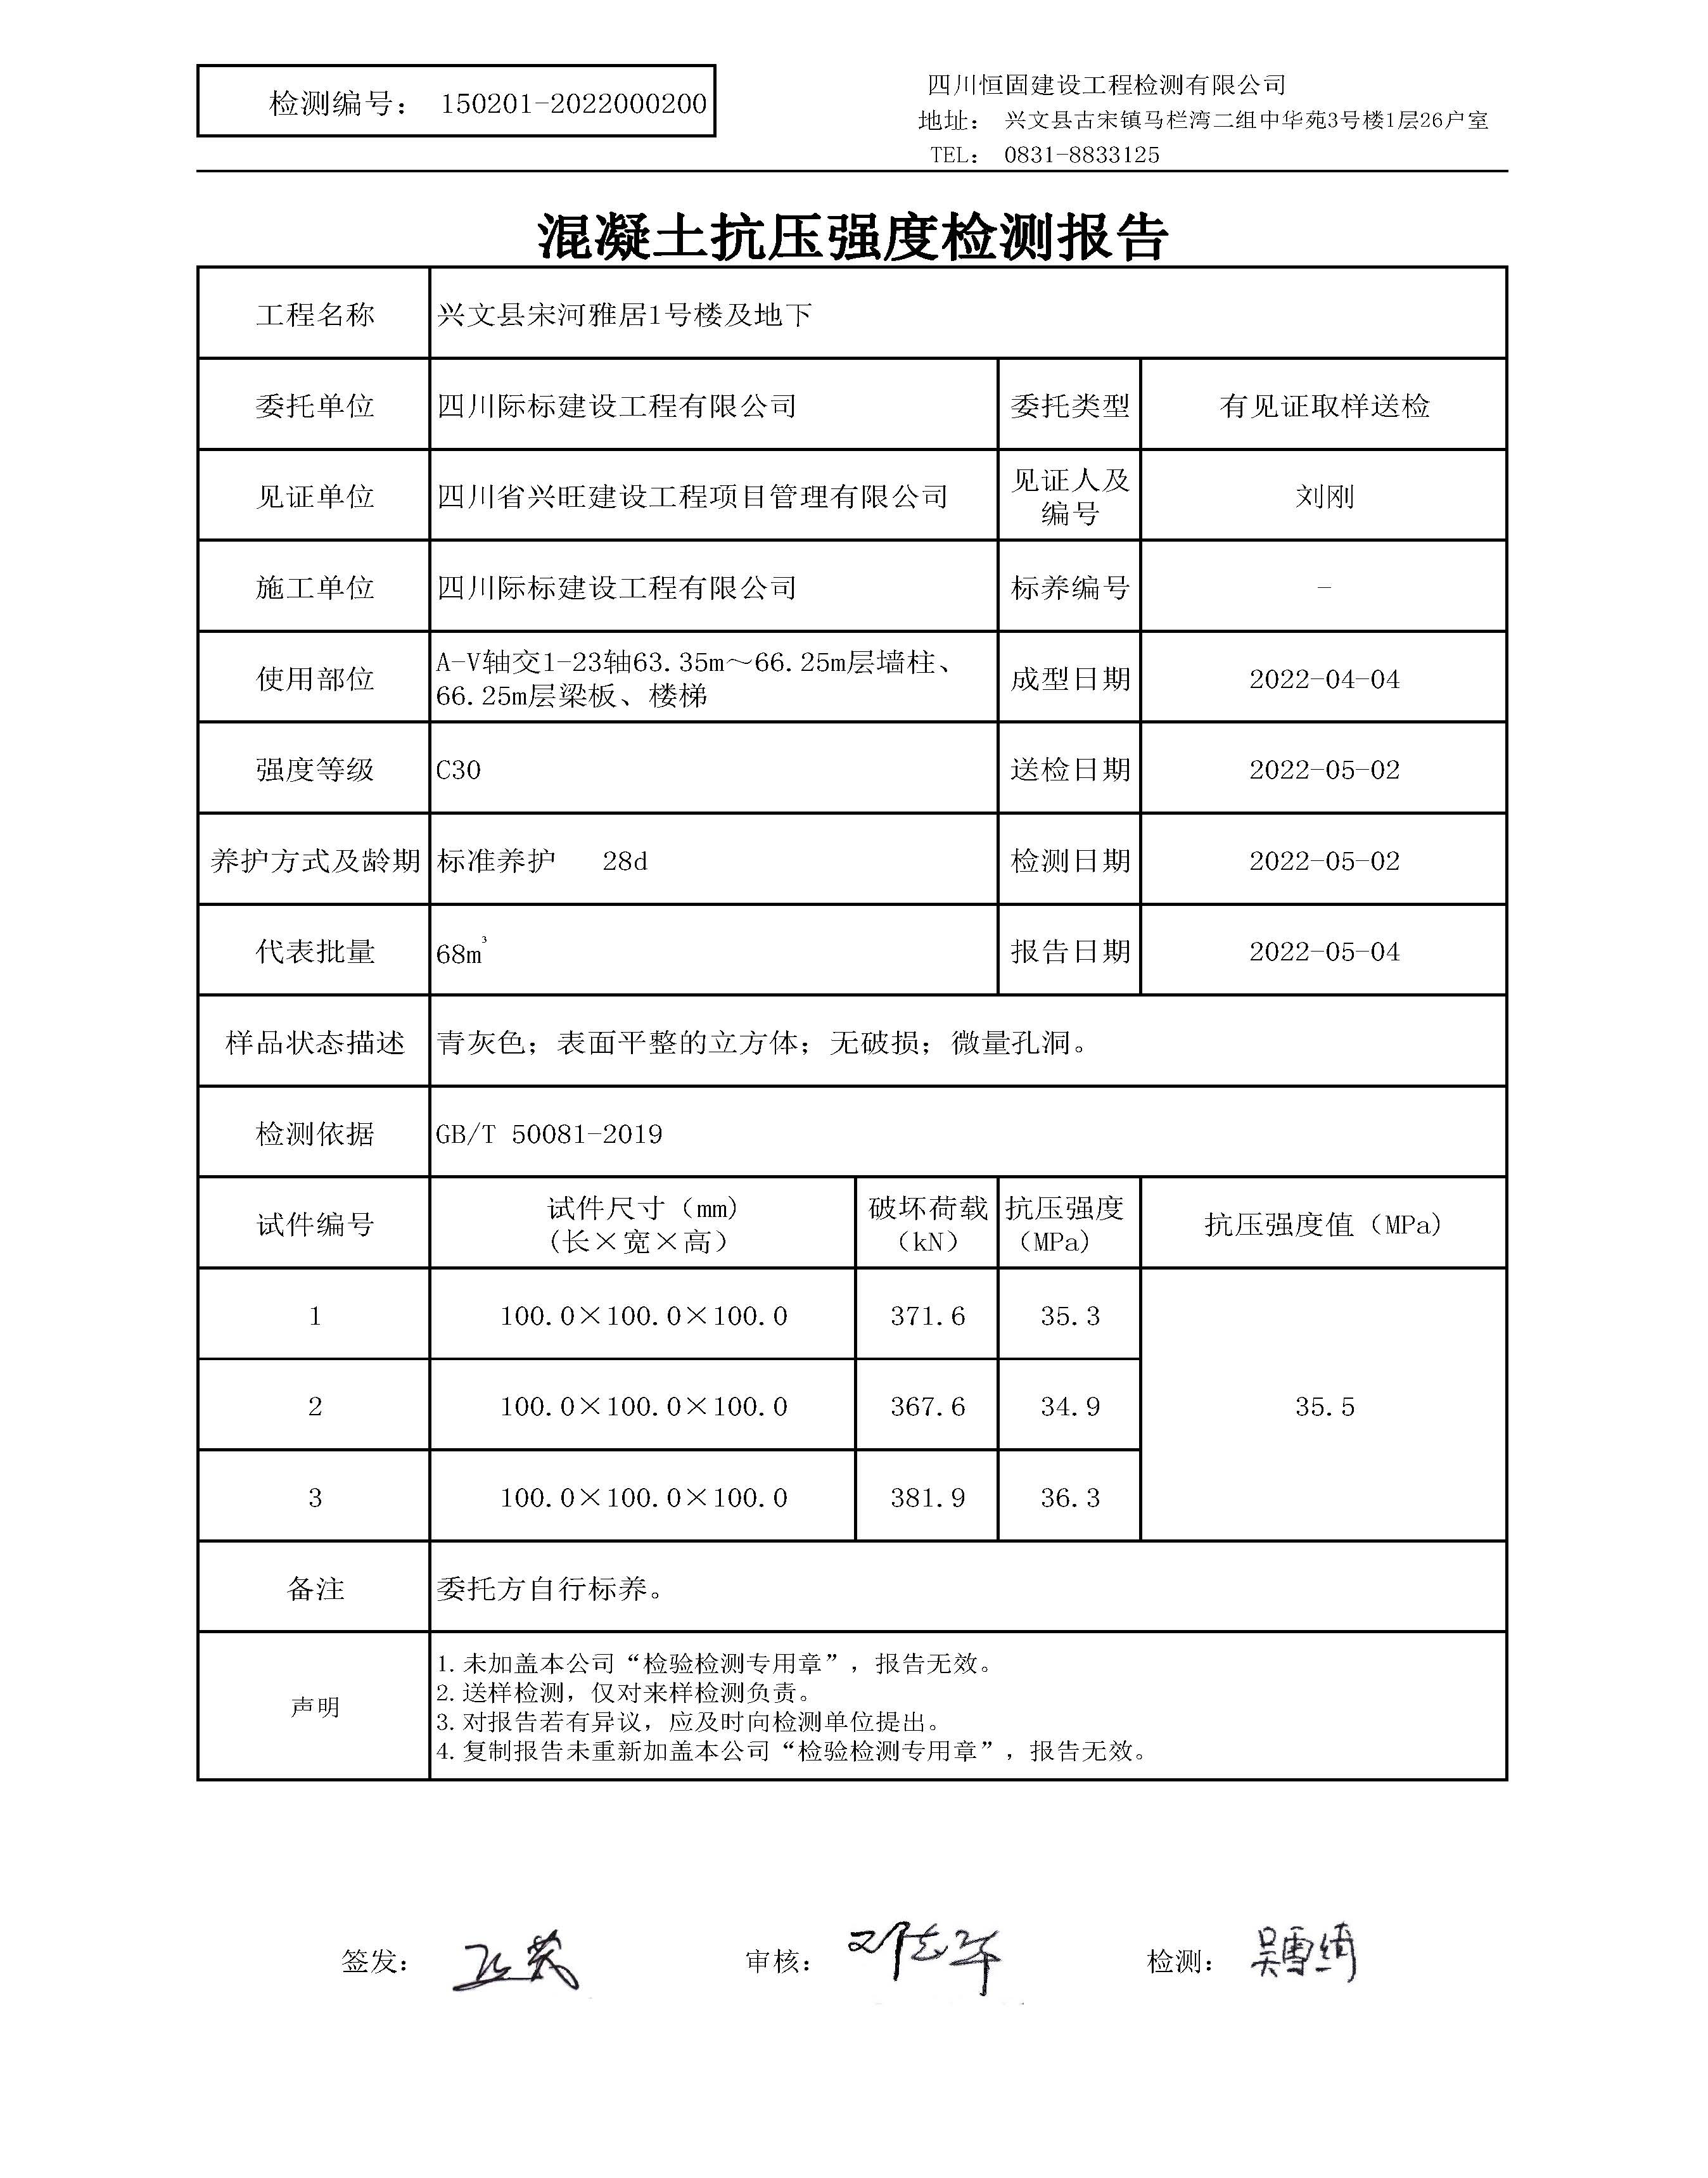 检测编号： 150201-2022000200
四川恒固建设工程检测有限公司
地址： 兴文县古宋镇马栏湾二组中华苑3号楼1层26户室
TEL： 0831-8833125
混凝土抗压强度检测报告
工程名称 兴文县宋河雅居1号楼及地下
委托单位 四川际标建设工程有限公司 委托类型 有见证取样送检
见证单位 四川省兴旺建设工程项目管理有限公司 见证人及编号 刘刚
施工单位 四川际标建设工程有限公司 标养编号 -
使用部位 A-V轴交1-23轴63.35m～66.25m层墙柱、
66.25m层梁板、楼梯 成型日期 2022-04-04
强度等级 C30 送检日期 2022-05-02
养护方式及龄期 标准养护 28d 检测日期 2022-05-02
代表批量 68m³ 报告日期 2022-05-04
样品状态描述 青灰色；表面平整的立方体；无破损；微量孔洞。
检测依据 GB/T 50081-2019
试件编号 试件尺寸（mm)(长×宽×高） 破坏荷载（kN） 抗压强度（MPa） 抗压强度值（MPa）
1 100.0×100.0×100.0 371.6 35.3
2 100.0×100.0×100.0 367.6 34.9 35.5
3 100.0×100.0×100.0 381.9 36.3
备注 委托方自行标养。
声明
1.未加盖本公司“检验检测专用章”，报告无效。
2.送样检测，仅对来样检测负责。
3.对报告若有异议，应及时向检测单位提出。
4.复制报告未重新加盖本公司“检验检测专用章”，报告无效。
签发： 审核： 检测： 吴雪绮